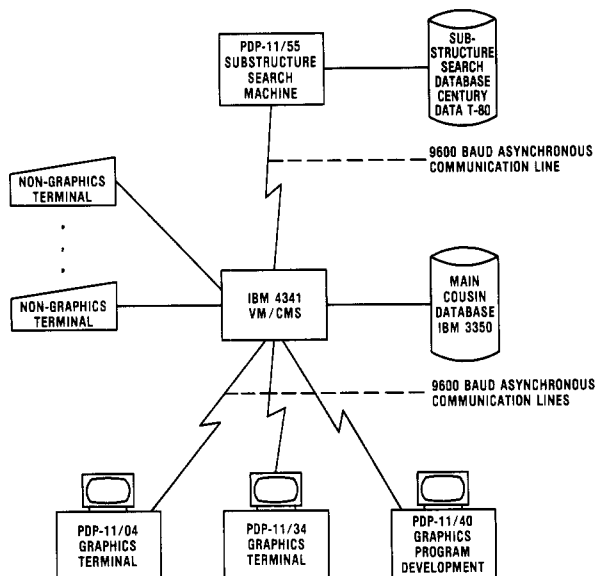 PDP-11/55
SUBSTRUCTURE
SEARCH
MACHINE
SUB-
STRUCTURE
SEARCH
DATABASE
CENTURY
DATA T-80
9600 BAUD ASYNCHRONOUS
COMMUNICATION LINE
NON-GRAPHICS
TERMINAL
NON-GRAPHICS
TERMINAL
IBM 4341
VM/CMS
MAIN
COUSIN
DATABASE
IBM 3350
9600 BAUD ASYNCHRONOUS
COMMUNICATION LINES
PDP-11/04
GRAPHICS
TERMINAL
PDP-11/34
GRAPHICS
TERMINAL
PDP-11/40
GRAPHICS
PROGRAM
DEVELOPMENT